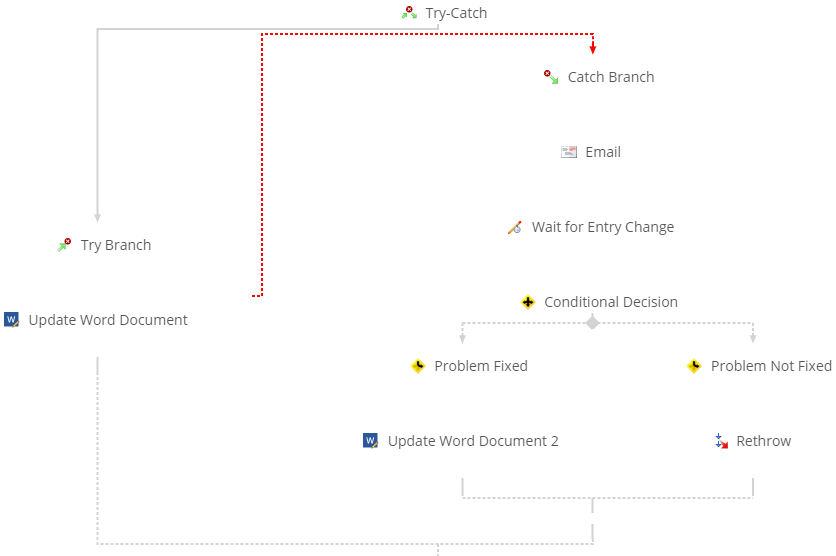 Try-Catch
Catch Branch
Email
Wait for Entry Change
Try Branch
Conditional Decision
Update Word Document
Problem Fixed
Problem Not Fixed
Update Word Document 2
Rethrow